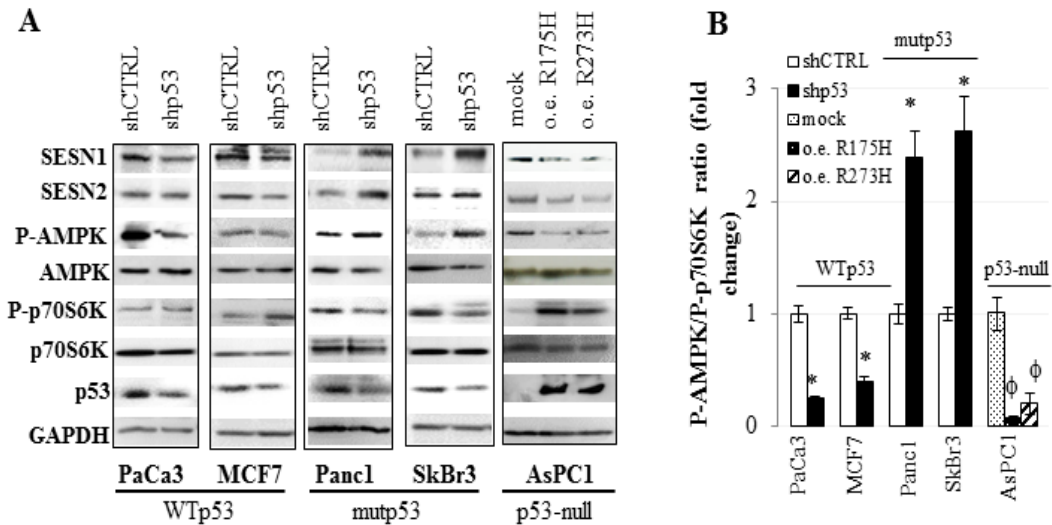 A
shCTRL
shp53
shCTRL
shp53
shCTRL
shp53
shCTRL
shp53
mock
o.e. R175H
o.e. R273H
SESN1
SESN2
P-AMPK
AMPK
P-p70S6K
p70S6K
p53
GAPDH
PaCa3
MCF7
Panc1
SkBr3
AsPC1
WTp53
mutp53
p53-null
B
P-AMPK/P-p70S6K ratio (fold
change)
3
2
1
0
shCTRL
shp53
mock
o.e. R175H
o.e. R273H
mutp53
WTp53
p53-null
*
*
*
*
ϕ
ϕ
PaCa3
MCF7
Panc1
SkBr3
AsPC1